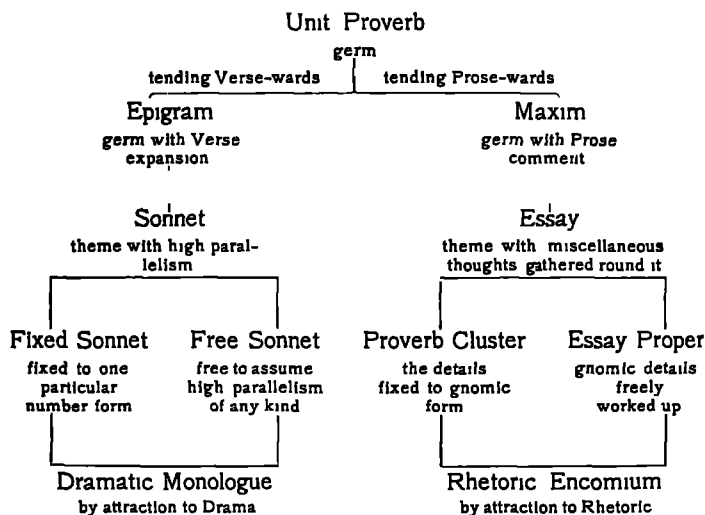 Unit Proverb
germ
tending Verse-wards tending Prose-wards
Epigram
germ with Verse
expansion
Maxim
germ with Prose
comment
Sonnet
theme with high paral-
lelism
Essay
theme with miscellaneous
thoughts gathered round it
Fixed Sonnet
fixed to one
particular
number form
Free Sonnet
free to assume
high parallelism
of any kind
Proverb Cluster
the details
fixed to gnomic
form
Essay Proper
gnomic details
freely
worked up
Dramatic Monologue
by attraction to Drama
Rhetoric Encomium
by attraction to Rhetoric